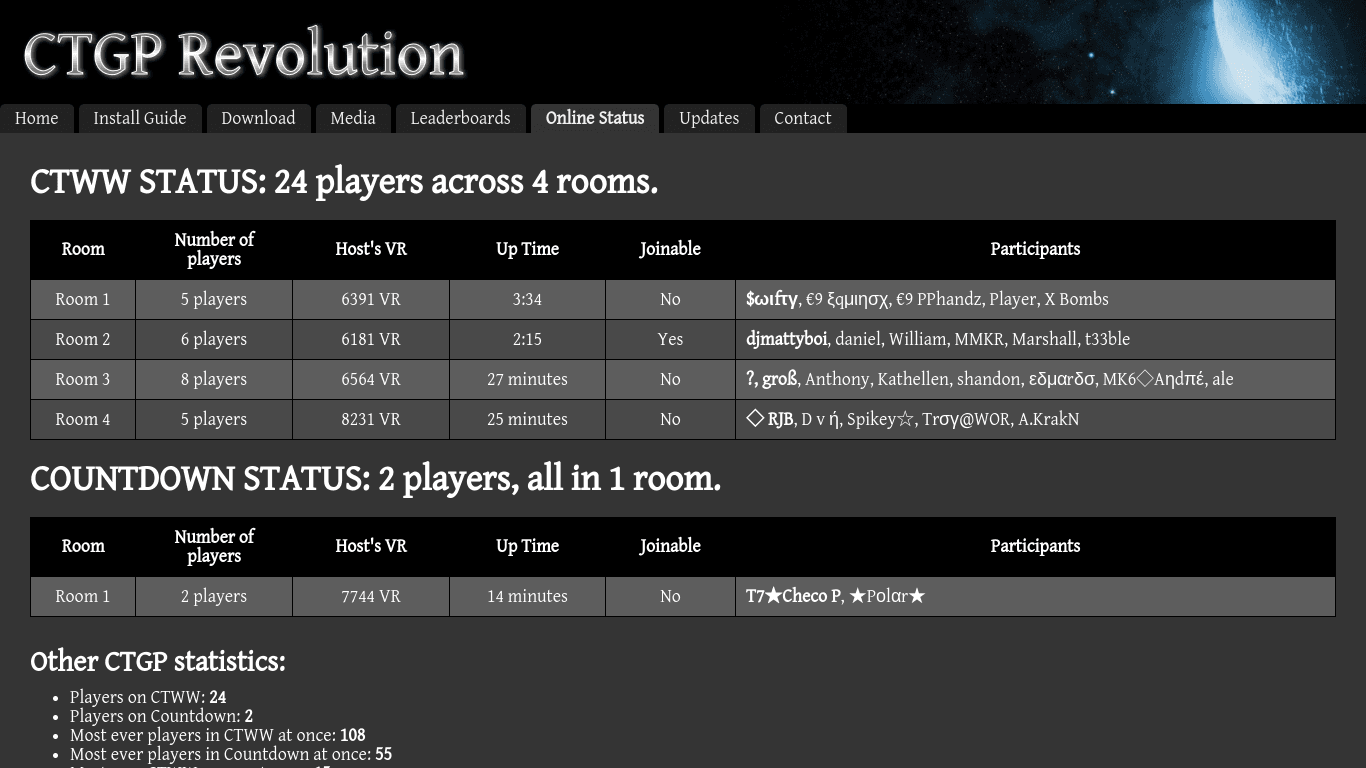 CTGP Revolution
Home Install Guide Download Media Leaderboards Online Status Updates Contact
CTWW STATUS: 24 players across 4 rooms.
Room Number of players Host's VR Up Time Joinable Participants
Room 1 5 players 6391 VR 3:34 No $ωιfτγ, €9 ξqμιησχ, €9 PPhandz, Player, X Bombs
Room 2 6 players 6181 VR 2:15 Yes djmattyboi, daniel, William, MMKR, Marshall, t33ble
Room 3 8 players 6564 VR 27 minutes No ?, groß, Anthony, Kathellen, shandon, εδμαrδσ, MK6◇Aηdπέ, ale
Room 4 5 players 8231 VR 25 minutes No ◇ RJB, D v ή, Spikey☆, Trσγ@WOR, A.KrakN
COUNTDOWN STATUS: 2 players, all in 1 room.
Room Number of players Host's VR Up Time Joinable Participants
Room 1 2 players 7744 VR 14 minutes No T7★Checo P, ★Polαr★
Other CTGP statistics:
• Players on CTWW: 24
• Players on Countdown: 2
• Most ever players in CTWW at once: 108
• Most ever players in Countdown at once: 55